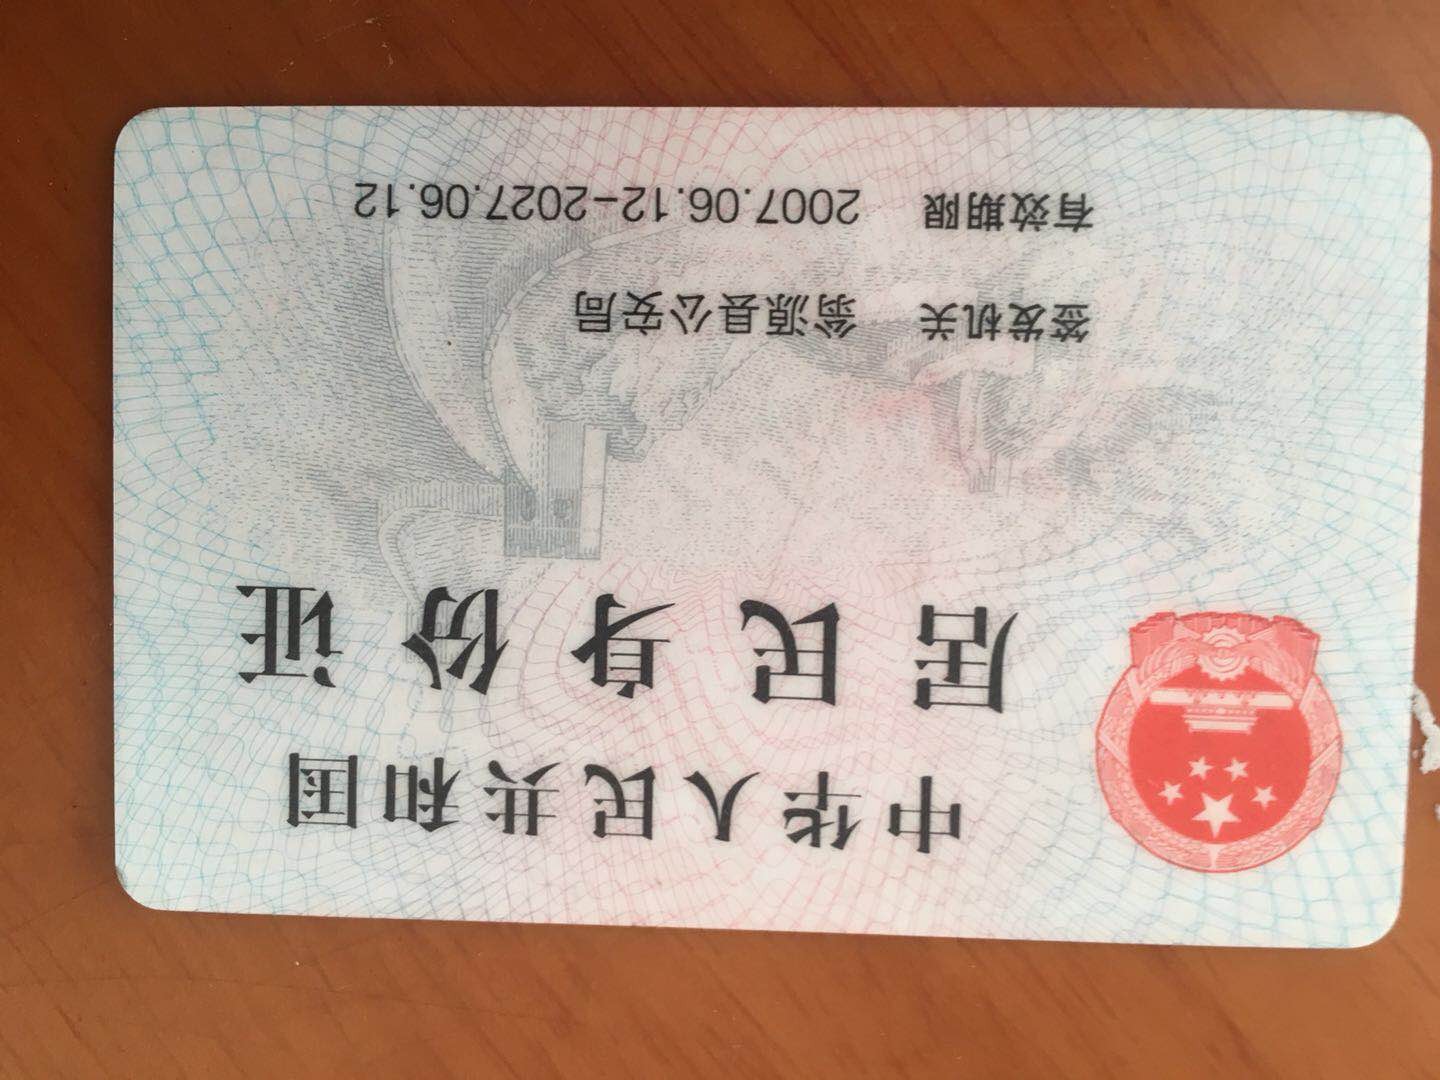 中华人民共和国
居民身份证
签发机关 翁源县公安局
有效期限 2007.06.12-2027.06.12